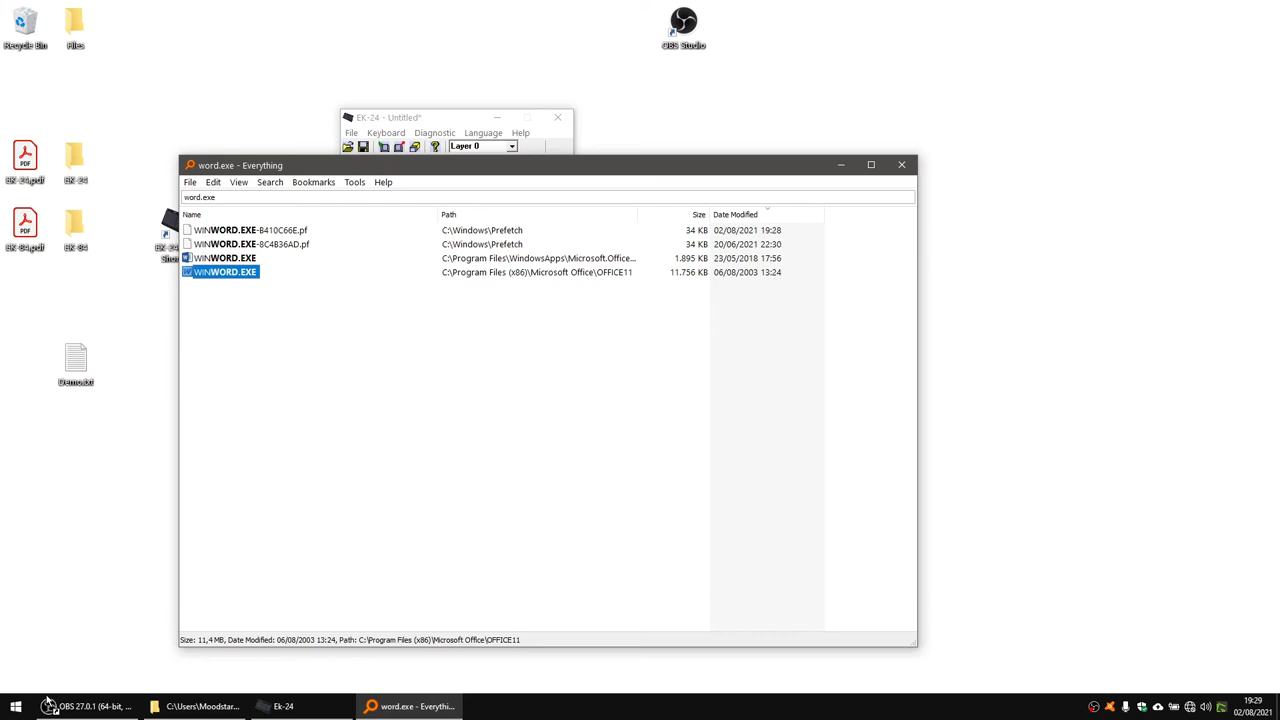 Recycle Bin
Files
OBS Studio
EK-24 - Untitled*
File Keyboard Diagnostic Language Help
Layer 0
EK-24.pdf
EK-24
word.exe - Everything
File Edit View Search Bookmarks Tools Help
word.exe
Name Path Size Date Modified
WINWORD.EXE-B410C66E.pf C:\Windows\Prefetch 34 KB 02/08/2021 19:28
WINWORD.EXE-8C4B36AD.pf C:\Windows\Prefetch 34 KB 20/06/2021 22:30
WINWORD.EXE C:\Program Files\WindowsApps\Microsoft.Office... 1.895 KB 23/05/2018 17:56
WINWORD.EXE C:\Program Files (x86)\Microsoft Office\OFFICE11 11.756 KB 06/08/2003 13:24
EK-84.pdf
EK-84
EK-24
Shor
Demo.txt
Size: 11,4 MB, Date Modified: 06/08/2003 13:24, Path: C:\Program Files (x86)\Microsoft Office\OFFICE11
OBS 27.0.1 (64-bit, ...
C:\Users\Moodstar...
Ek-24
word.exe - Everythi...
19:29
02/08/2021